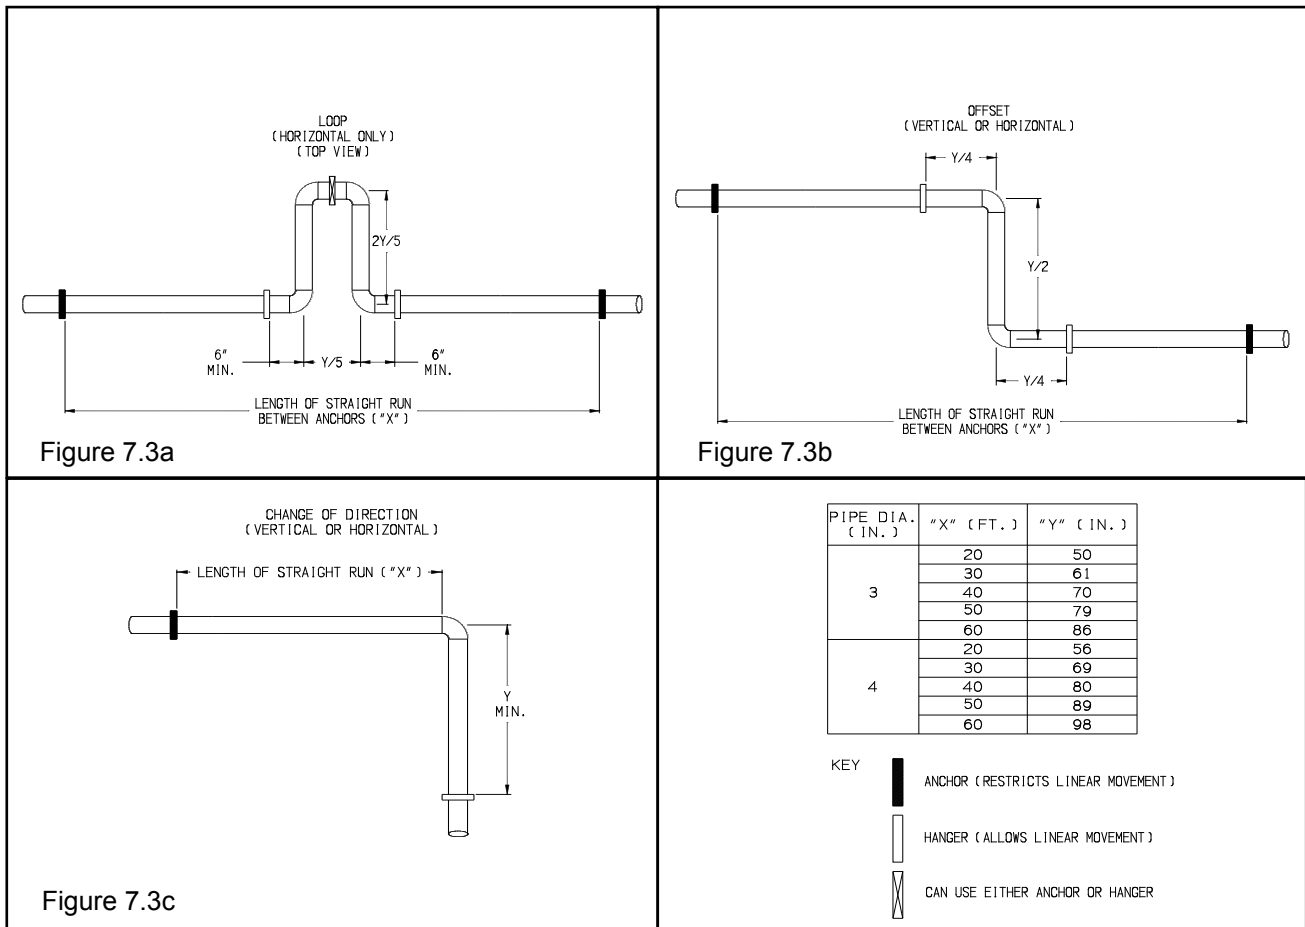 LOOP
(HORIZONTAL ONLY)
(TOP VIEW)
2Y/5
6"
MIN.
Y/5
6"
MIN.
LENGTH OF STRAIGHT RUN
BETWEEN ANCHORS ("X")
Figure 7.3a
OFFSET
(VERTICAL OR HORIZONTAL)
Y/4
Y/2
Y/4
LENGTH OF STRAIGHT RUN
BETWEEN ANCHORS ("X")
Figure 7.3b
CHANGE OF DIRECTION
(VERTICAL OR HORIZONTAL)
LENGTH OF STRAIGHT RUN ("X")
Y
MIN.
Figure 7.3c
PIPE DIA. (IN.) "X" (FT.) "Y" (IN.)
3
20 50
30 61
40 70
50 79
60 86
4
20 56
30 69
40 80
50 89
60 98
KEY
ANCHOR (RESTRICTS LINEAR MOVEMENT)
HANGER (ALLOWS LINEAR MOVEMENT)
CAN USE EITHER ANCHOR OR HANGER